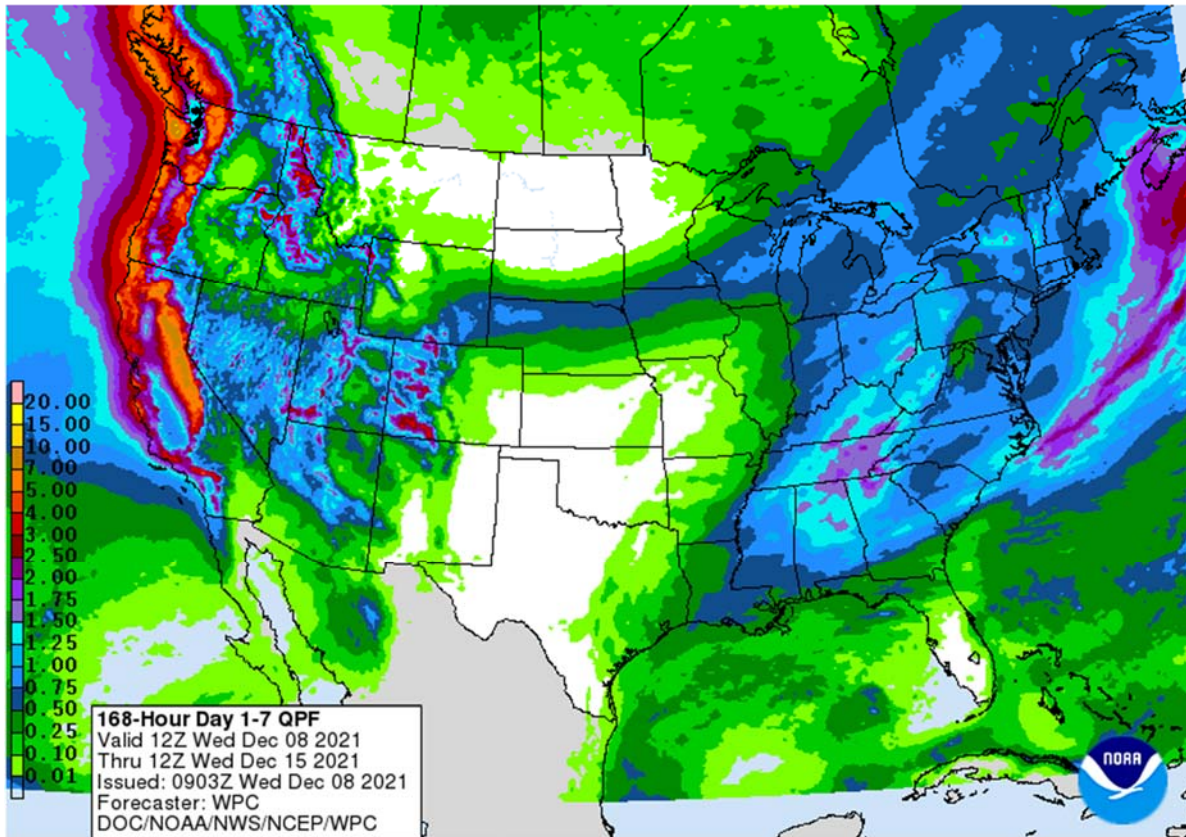 20.00
15.00
10.00
7.00
5.00
4.00
3.00
2.50
2.00
1.75
1.50
1.25
1.00
0.75
0.50
0.25
0.10
0.01
168-Hour Day 1-7 QPF
Valid 12Z Wed Dec 08 2021
Thru 12Z Wed Dec 15 2021
Issued: 0903Z Wed Dec 08 2021
Forecaster: WPC
DOC/NOAA/NWS/NCEP/WPC
NOAA